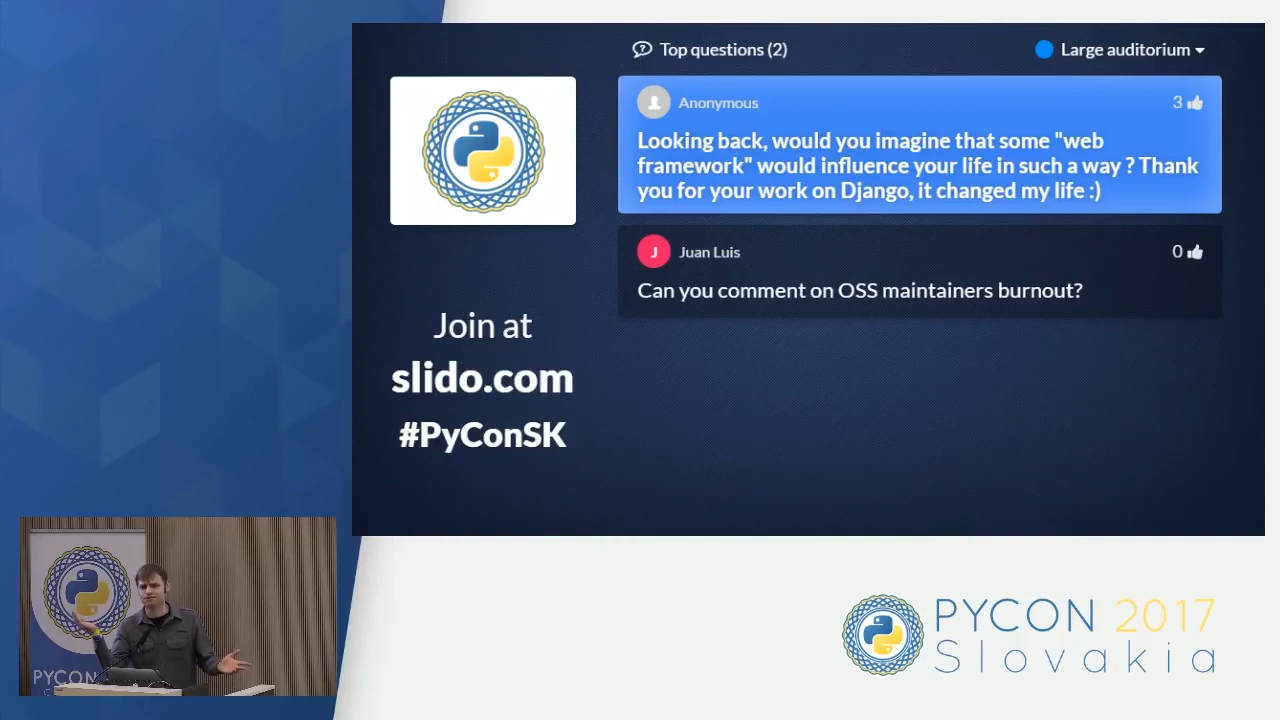 Top questions (2)
Large auditorium
Anonymous
3
Looking back, would you imagine that some "web
framework" would influence your life in such a way ? Thank
you for your work on Django, it changed my life :)
J
Juan Luis
0
Can you comment on OSS maintainers burnout?
Join at
slido.com
#PyConSK
PYCON
PYCON 2017
Slovakia